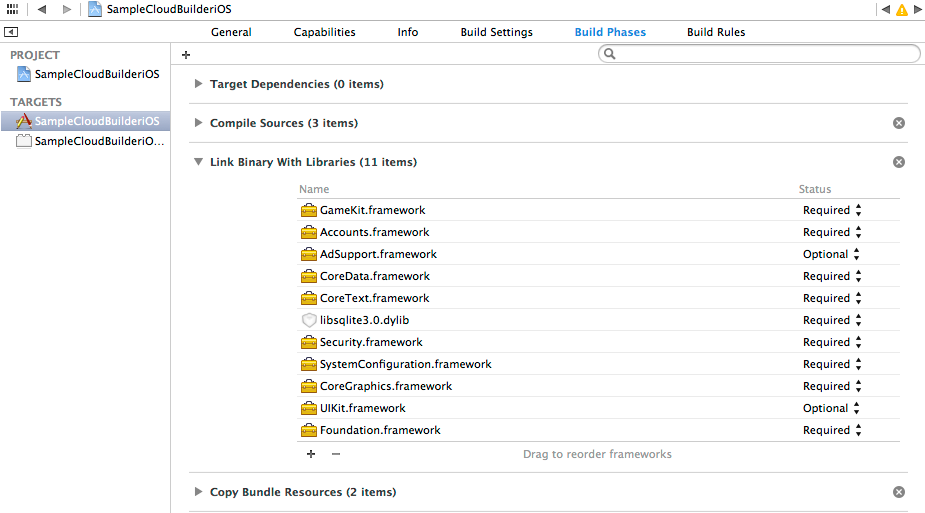 SampleCloudBuilderiOS
General Capabilities Info Build Settings Build Phases Build Rules
PROJECT
SampleCloudBuilderiOS
TARGETS
SampleCloudBuilderiOS
SampleCloudBuilderiO...
Target Dependencies (0 items)
Compile Sources (3 items)
Link Binary With Libraries (11 items)
Name Status
GameKit.framework Required
Accounts.framework Required
AdSupport.framework Optional
CoreData.framework Required
CoreText.framework Required
libsqlite3.0.dylib Required
Security.framework Required
SystemConfiguration.framework Required
CoreGraphics.framework Required
UIKit.framework Optional
Foundation.framework Required
Drag to reorder frameworks
Copy Bundle Resources (2 items)